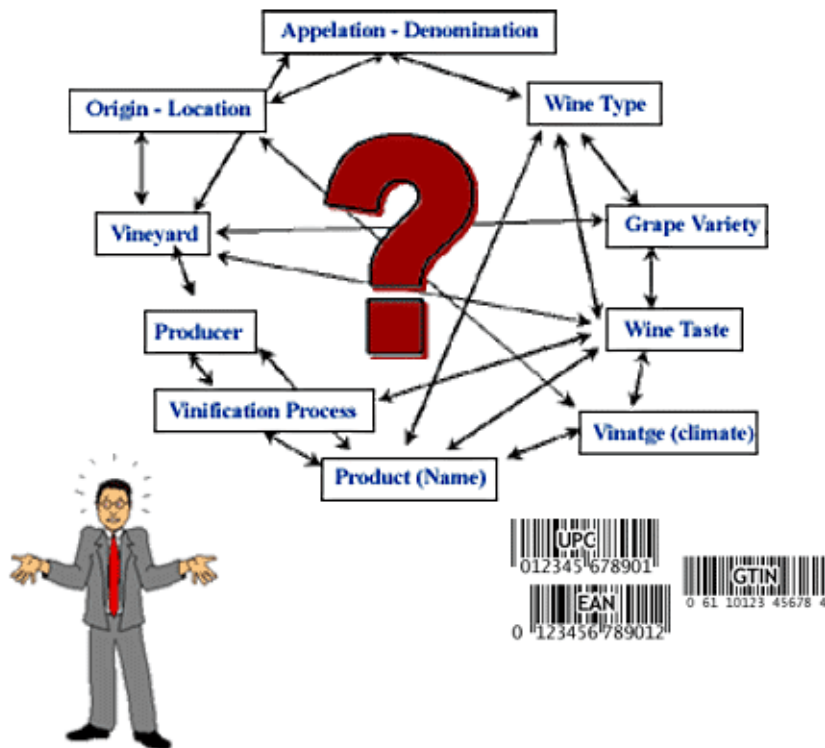 Appelation - Denomination
Origin - Location
Wine Type
Vineyard
Grape Variety
Producer
Wine Taste
Vinification Process
Vinatge (climate)
Product (Name)
UPC
012345 678901
GTIN
0 61 10123 45678 4
EAN
0 123456 789012